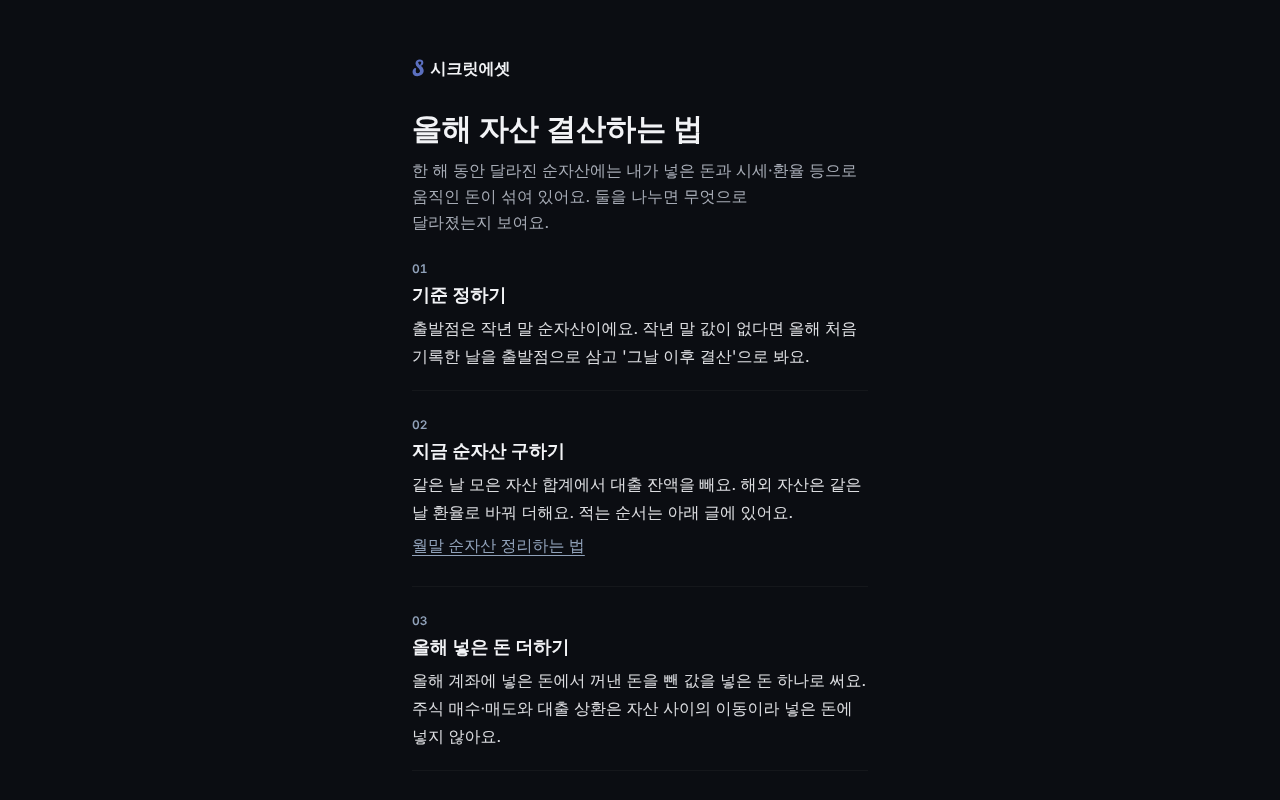 시크릿에셋
올해 자산 결산하는 법
한 해 동안 달라진 순자산에는 내가 넣은 돈과 시세·환율 등으로
움직인 돈이 섞여 있어요. 둘을 나누면 무엇으로
달라졌는지 보여요.
01
기준 정하기
출발점은 작년 말 순자산이에요. 작년 말 값이 없다면 올해 처음
기록한 날을 출발점으로 삼고 '그날 이후 결산'으로 봐요.
02
지금 순자산 구하기
같은 날 모은 자산 합계에서 대출 잔액을 빼요. 해외 자산은 같은
날 환율로 바꿔 더해요. 적는 순서는 아래 글에 있어요.
월말 순자산 정리하는 법
03
올해 넣은 돈 더하기
올해 계좌에 넣은 돈에서 꺼낸 돈을 뺀 값을 넣은 돈 하나로 써요.
주식 매수·매도와 대출 상환은 자산 사이의 이동이라 넣은 돈에
넣지 않아요.